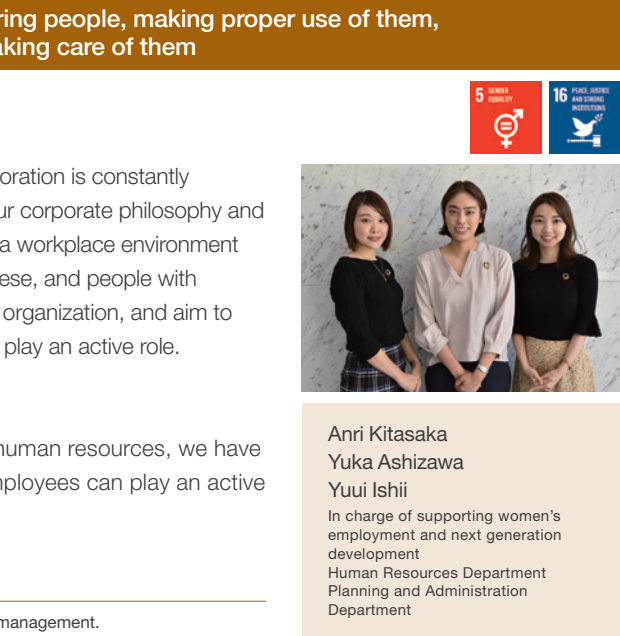 ring people, making proper use of them,
aking care of them
5 GENDER
EQUALITY
16 PEACE, JUSTICE
AND STRONG
INSTITUTIONS
oration is constantly
ur corporate philosophy and
a workplace environment
ese, and people with
organization, and aim to
play an active role.
human resources, we have
mployees can play an active
management.
Anri Kitasaka
Yuka Ashizawa
Yuui Ishii
In charge of supporting women's
employment and next generation
development
Human Resources Department
Planning and Administration
Department